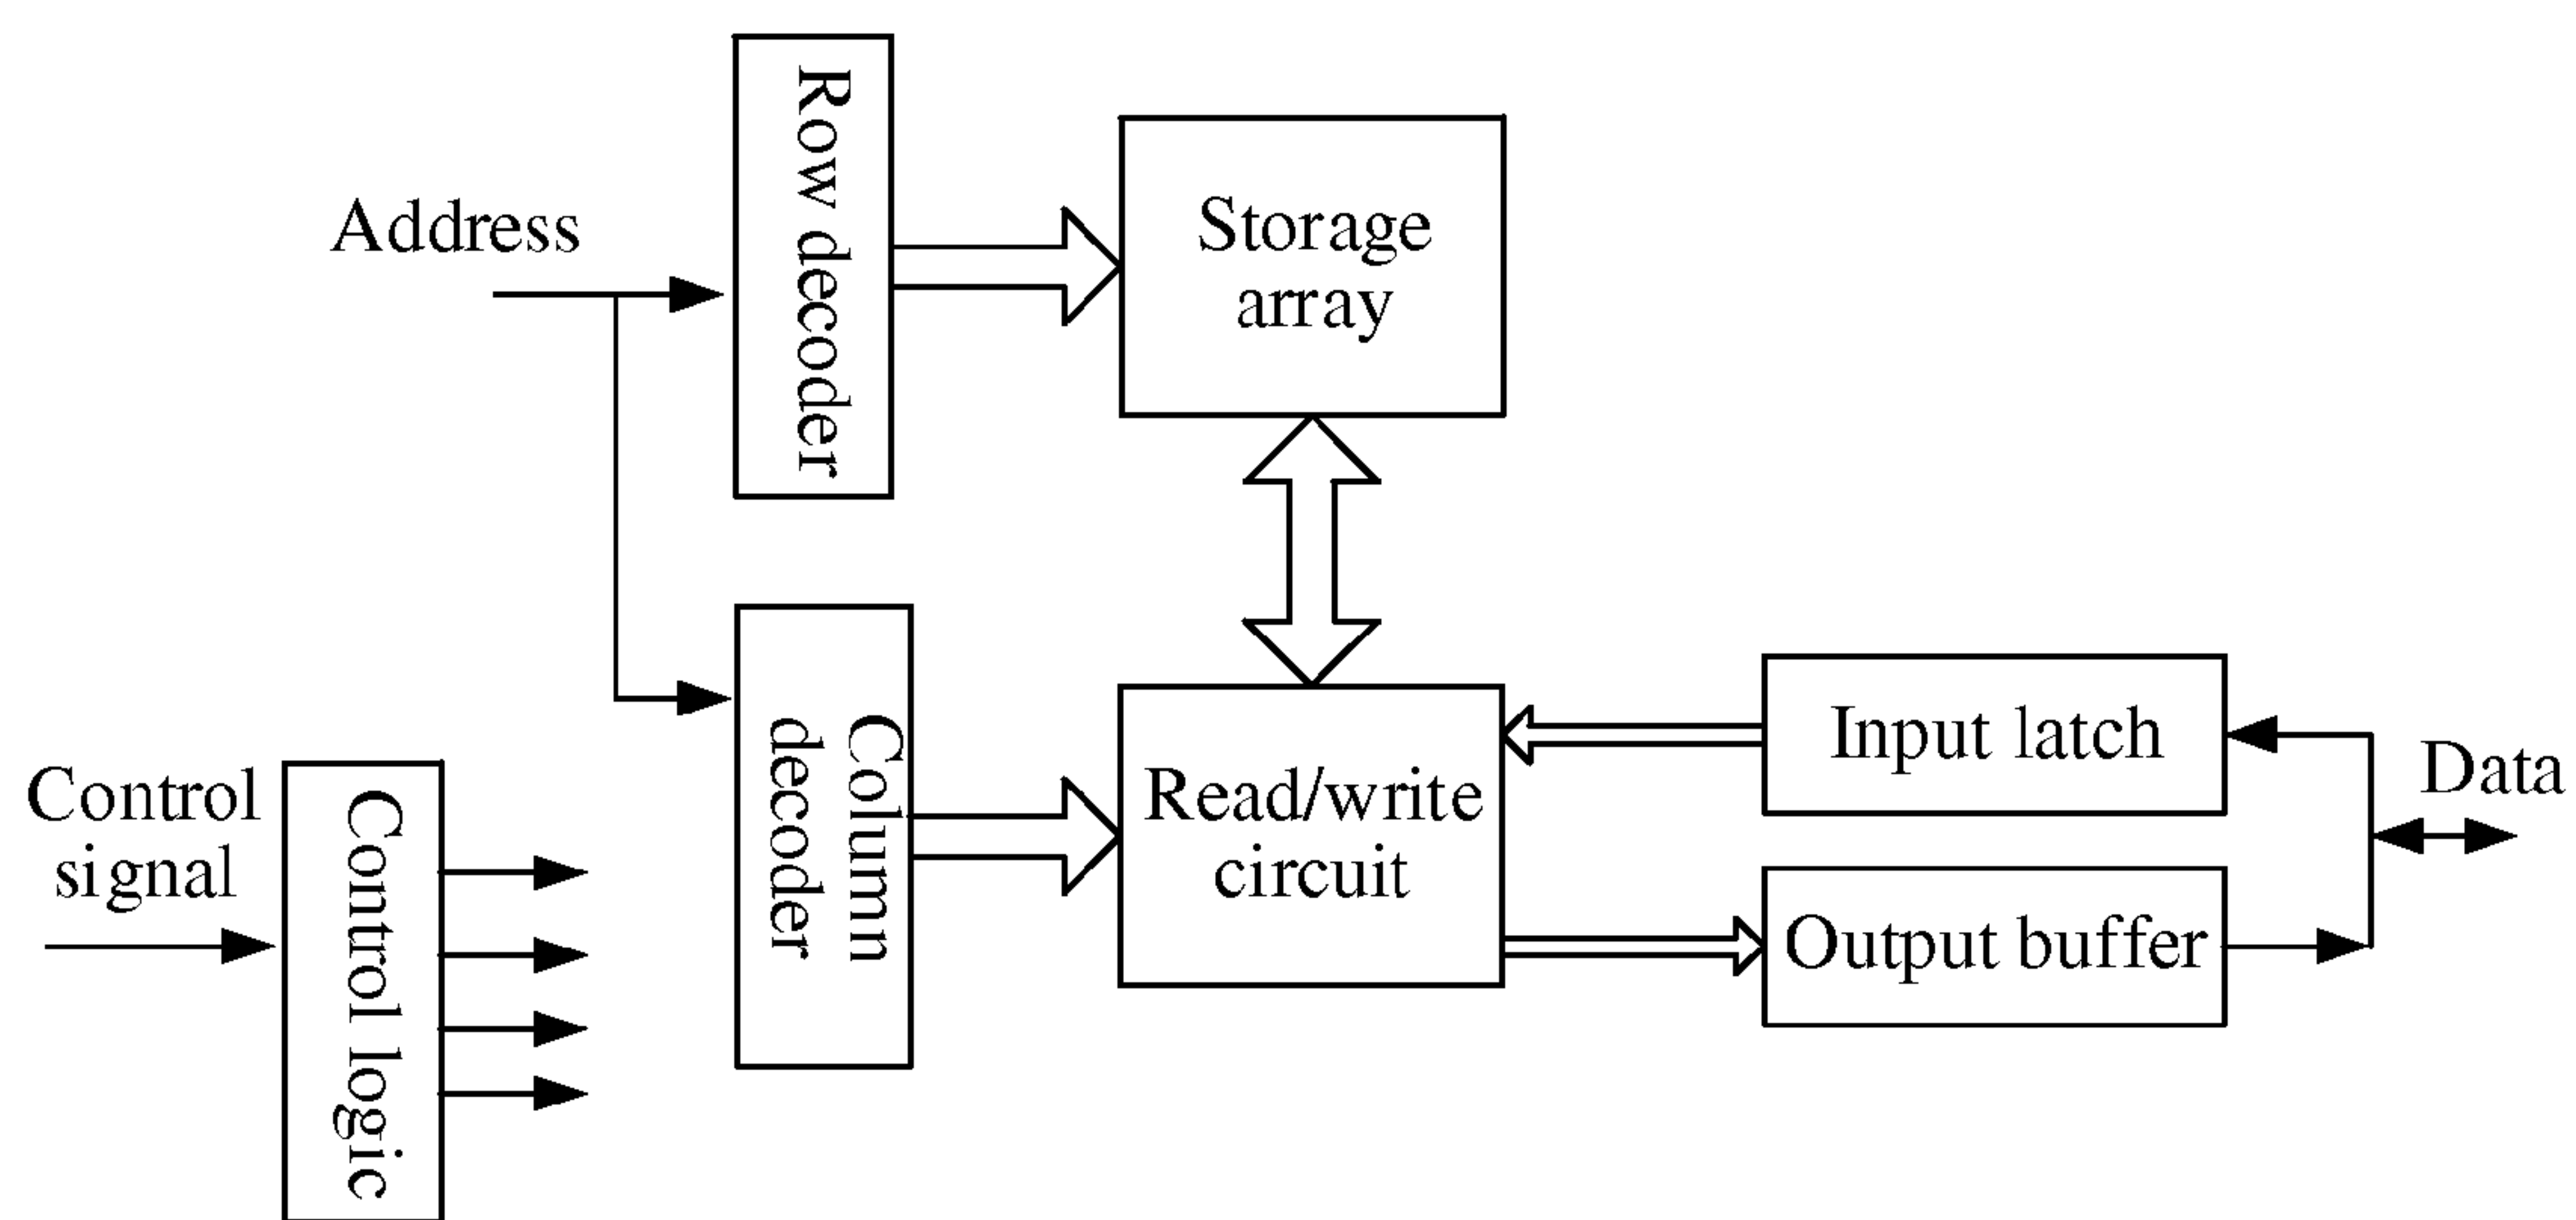 Row decoder
Address
Storage
array
Column
decoder
Control
signal
Control logic
Read/write
circuit
Input latch
Data
Output buffer